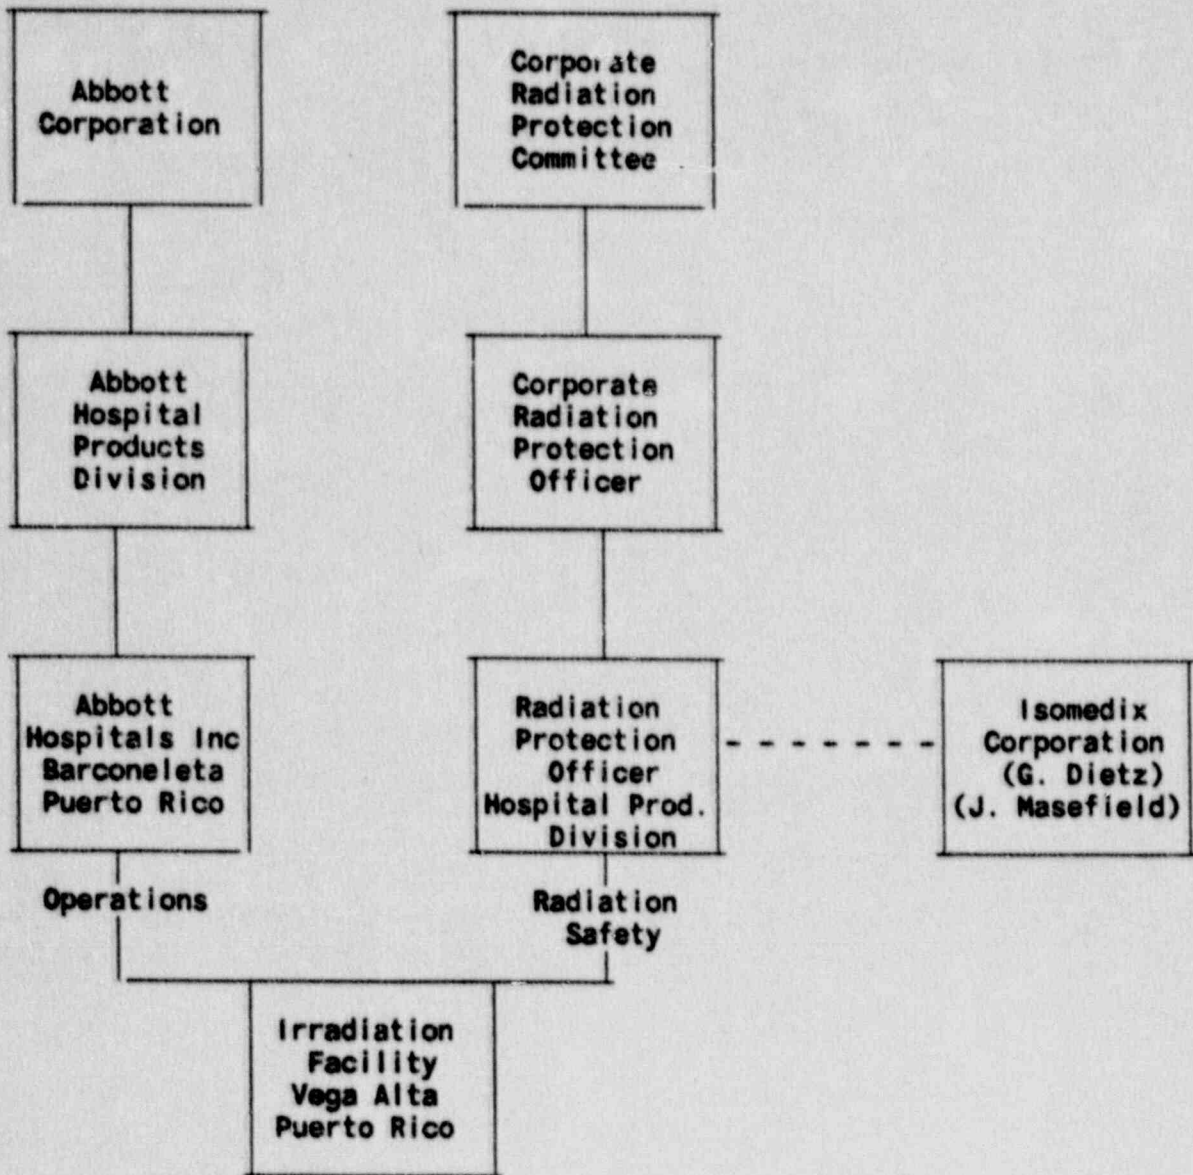 Abbott
Corporation
Corporate
Radiation
Protection
Committee
Abbott
Hospital
Products
Division
Corporate
Radiation
Protection
Officer
Abbott
Hospitals Inc
Barconeleta
Puerto Rico
Radiation
Protection
Officer
Hospital Prod.
Division
Isomedix
Corporation
(G. Dietz)
(J. Masefield)
Operations
Radiation
Safety
Irradiation
Facility
Vega Alta
Puerto Rico